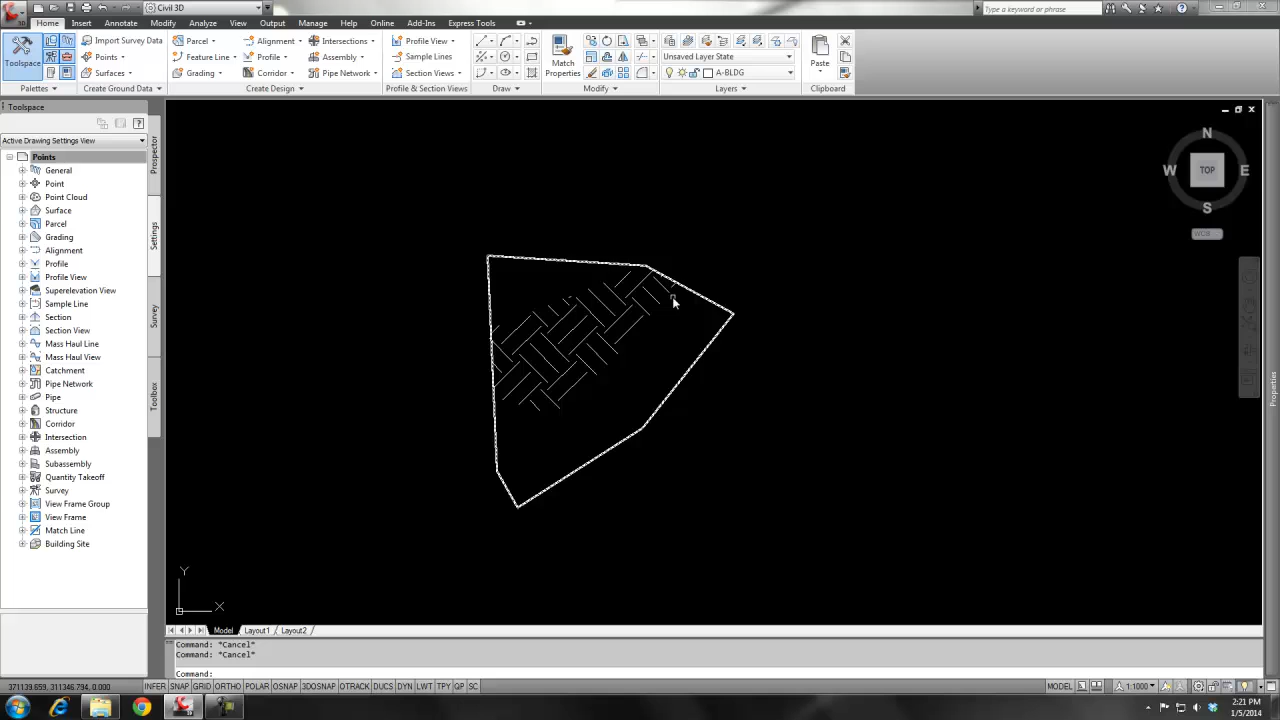 Civil 3D
Type a keyword or phrase
Home Insert Annotate Modify Analyze View Output Manage Help Online Add-Ins Express Tools
Toolspace
Import Survey Data
Points
Surfaces
Parcel
Feature Line
Grading
Alignment
Profile
Corridor
Intersections
Assembly
Pipe Network
Profile View
Sample Lines
Section Views
Match
Properties
Unsaved Layer State
A-BLDG
Paste
Palettes Create Ground Data Create Design Profile & Section Views Draw Modify Layers Clipboard
Toolspace
Active Drawing Settings View
Points
General
Point
Point Cloud
Surface
Parcel
Grading
Alignment
Profile
Profile View
Superelevation View
Sample Line
Section
Section View
Mass Haul Line
Mass Haul View
Catchment
Pipe Network
Pipe
Structure
Corridor
Intersection
Assembly
Subassembly
Quantity Takeoff
Survey
View Frame Group
View Frame
Match Line
Building Site
Prospector
Settings
Survey
Toolbox
N
W TOP E
S
WCS
Properties
Y
X
Model Layout1 Layout2
Command: *Cancel*
Command: *Cancel*
Command:
371139.659, 311346.794, 0.000 INFER SNAP GRID ORTHO POLAR OSNAP 3DOSNAP OTRACK DUCS DYN LWT TPY QP SC MODEL 1:1000
2:21 PM
1/5/2014